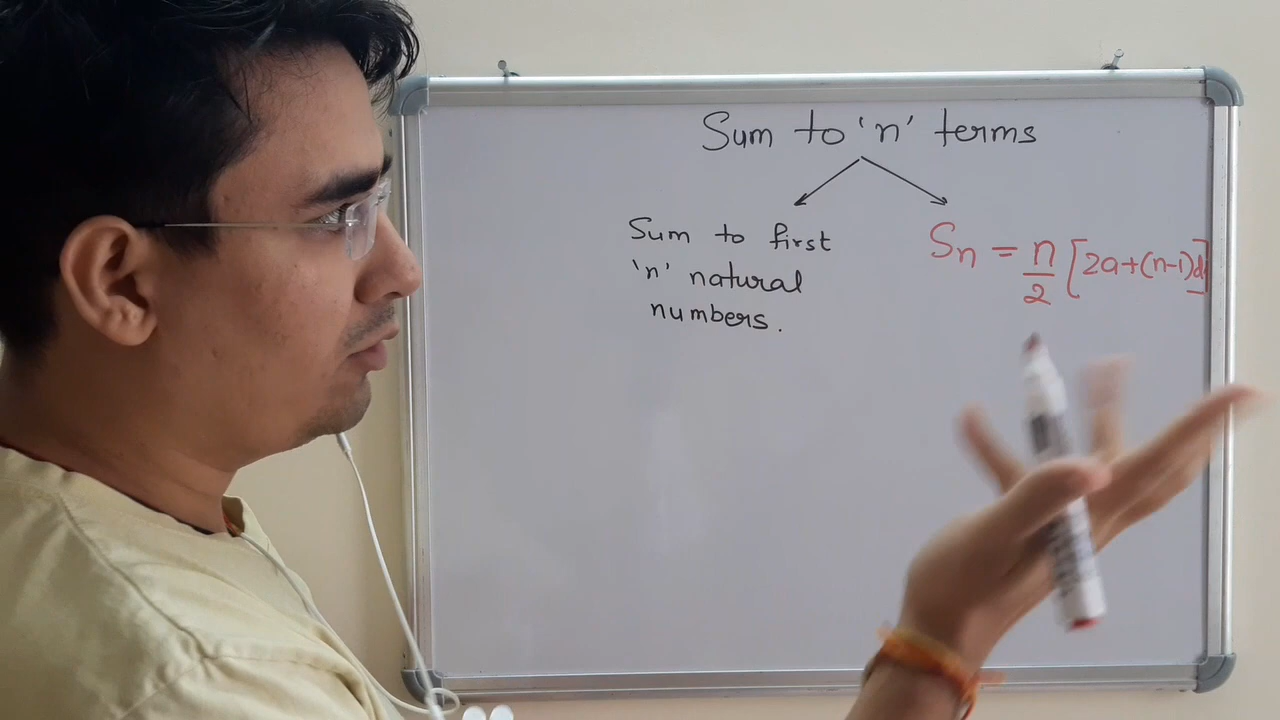 Sum to 'n' terms
Sum to first
'n' natural
numbers.
Sn = n/2 [2a+(n-1)d]